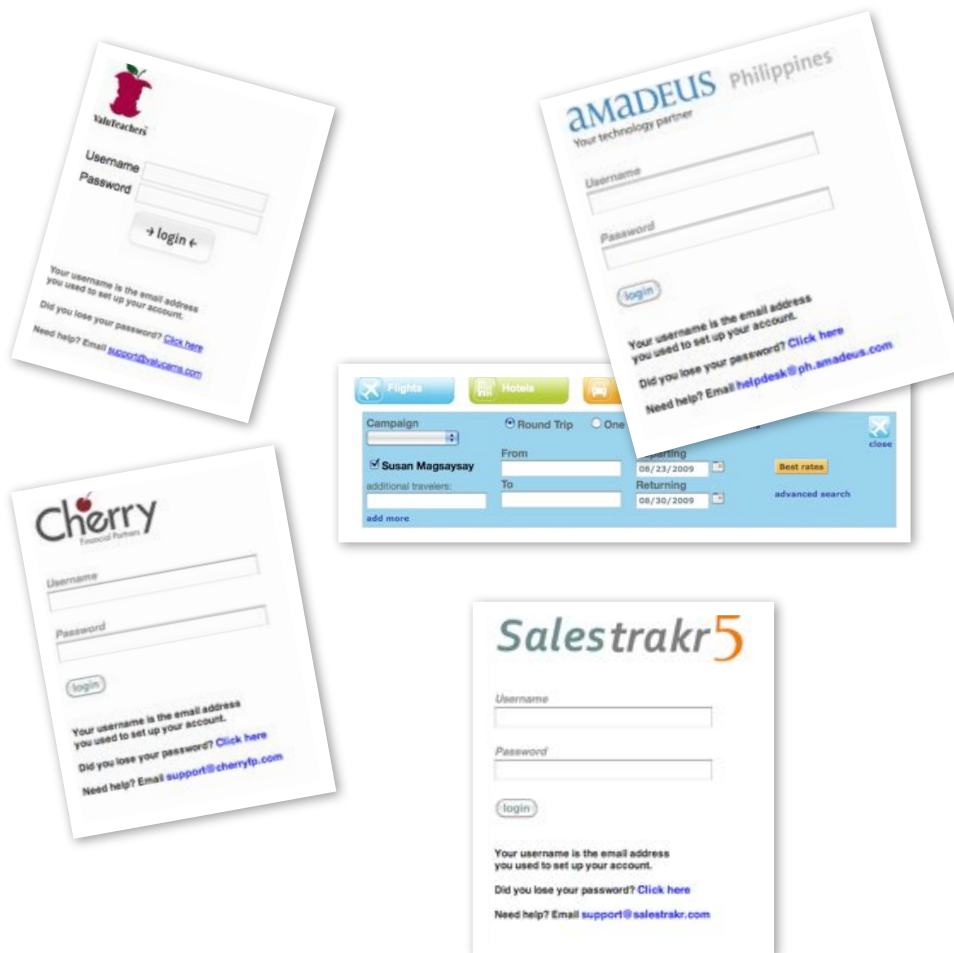 ValuTeachers
Username
Password
→ login ←
Your username is the email address
you used to set up your account.
Did you lose your password? Click here
Need help? Email support@valucams.com
aMaDEUS Philippines
Your technology partner
Username
Password
login
Your username is the email address
you used to set up your account.
Did you lose your password? Click here
Need help? Email helpdesk@ph.amadeus.com
Flights
Hotels
Campaign
Round Trip
One
close
Susan Magsaysay
From
Departing
08/23/2009
Best rates
additional travelers:
To
Returning
08/30/2009
advanced search
add more
Cherry
Financial Partners
Username
Password
login
Your username is the email address
you used to set up your account.
Did you lose your password? Click here
Need help? Email support@cherryfp.com
Salestrakr5
Username
Password
login
Your username is the email address
you used to set up your account.
Did you lose your password? Click here
Need help? Email support@salestrakr.com